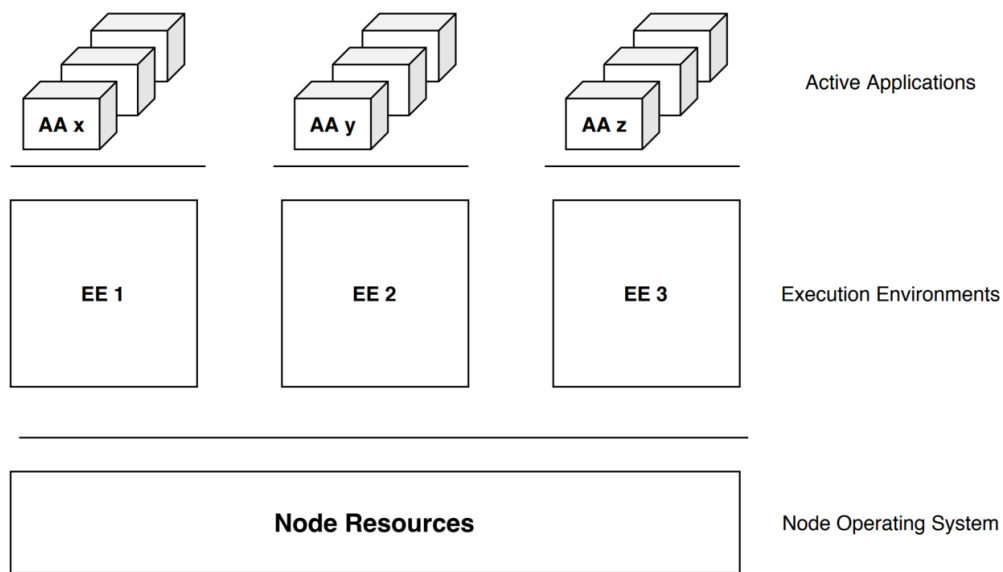 AA x
AA y
AA z
Active Applications
EE 1
EE 2
EE 3
Execution Environments
Node Resources
Node Operating System